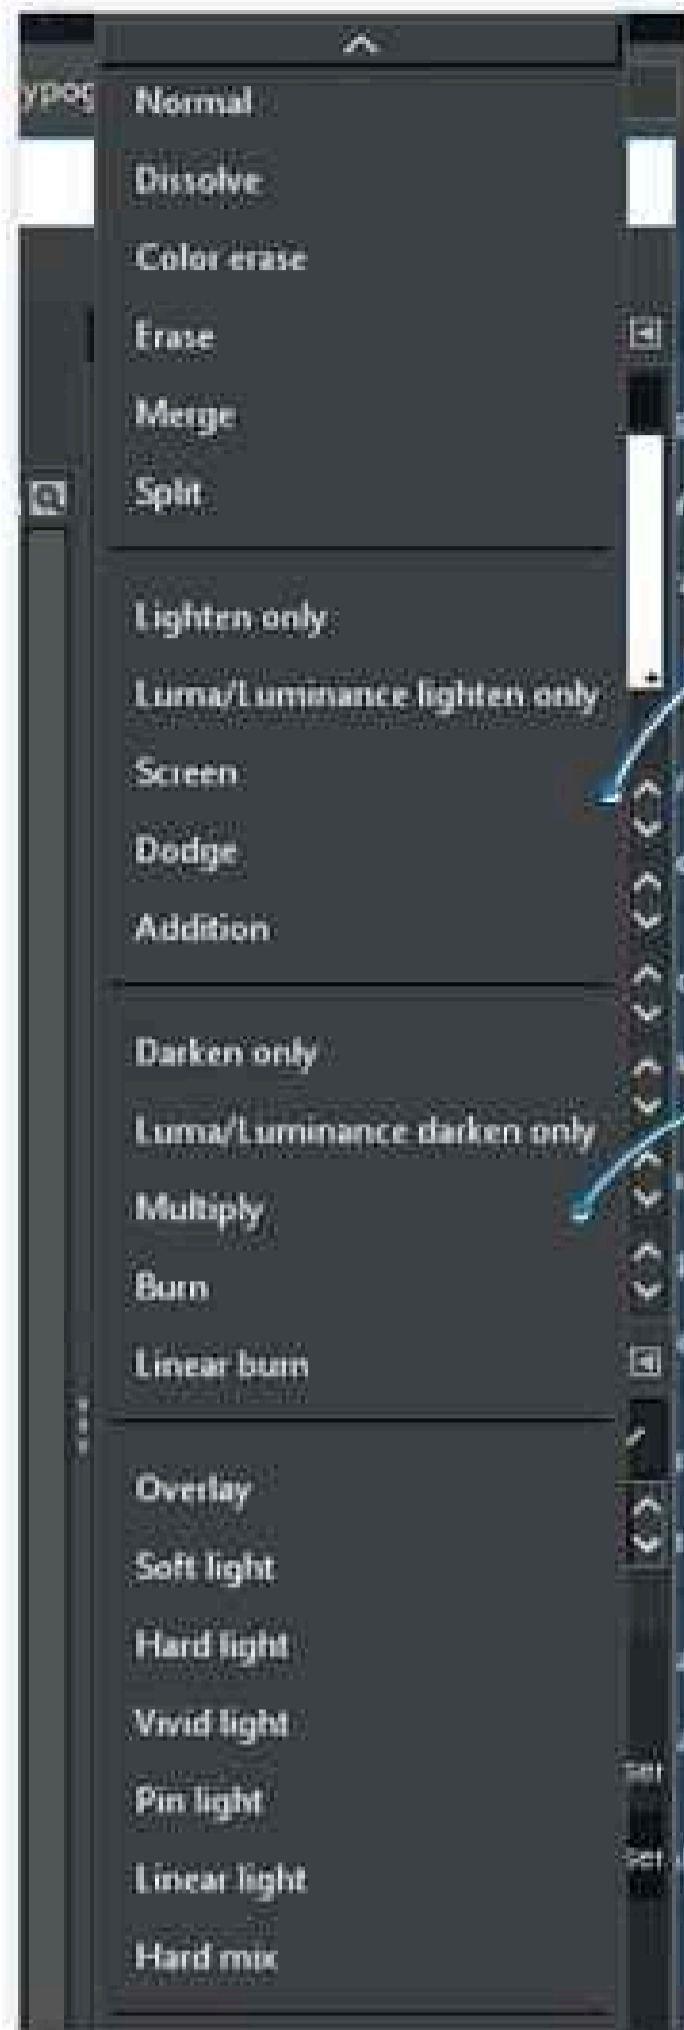 ypog
Normal
Dissolve
Color erase
Erase
Merge
Split
Lighten only
Luma/Luminance lighten only
Screen
Dodge
Addition
Darken only
Luma/Luminance darken only
Multiply
Burn
Linear burn
Overlay
Soft light
Hard light
Vivid light
Pin light
Linear light
Hard mix